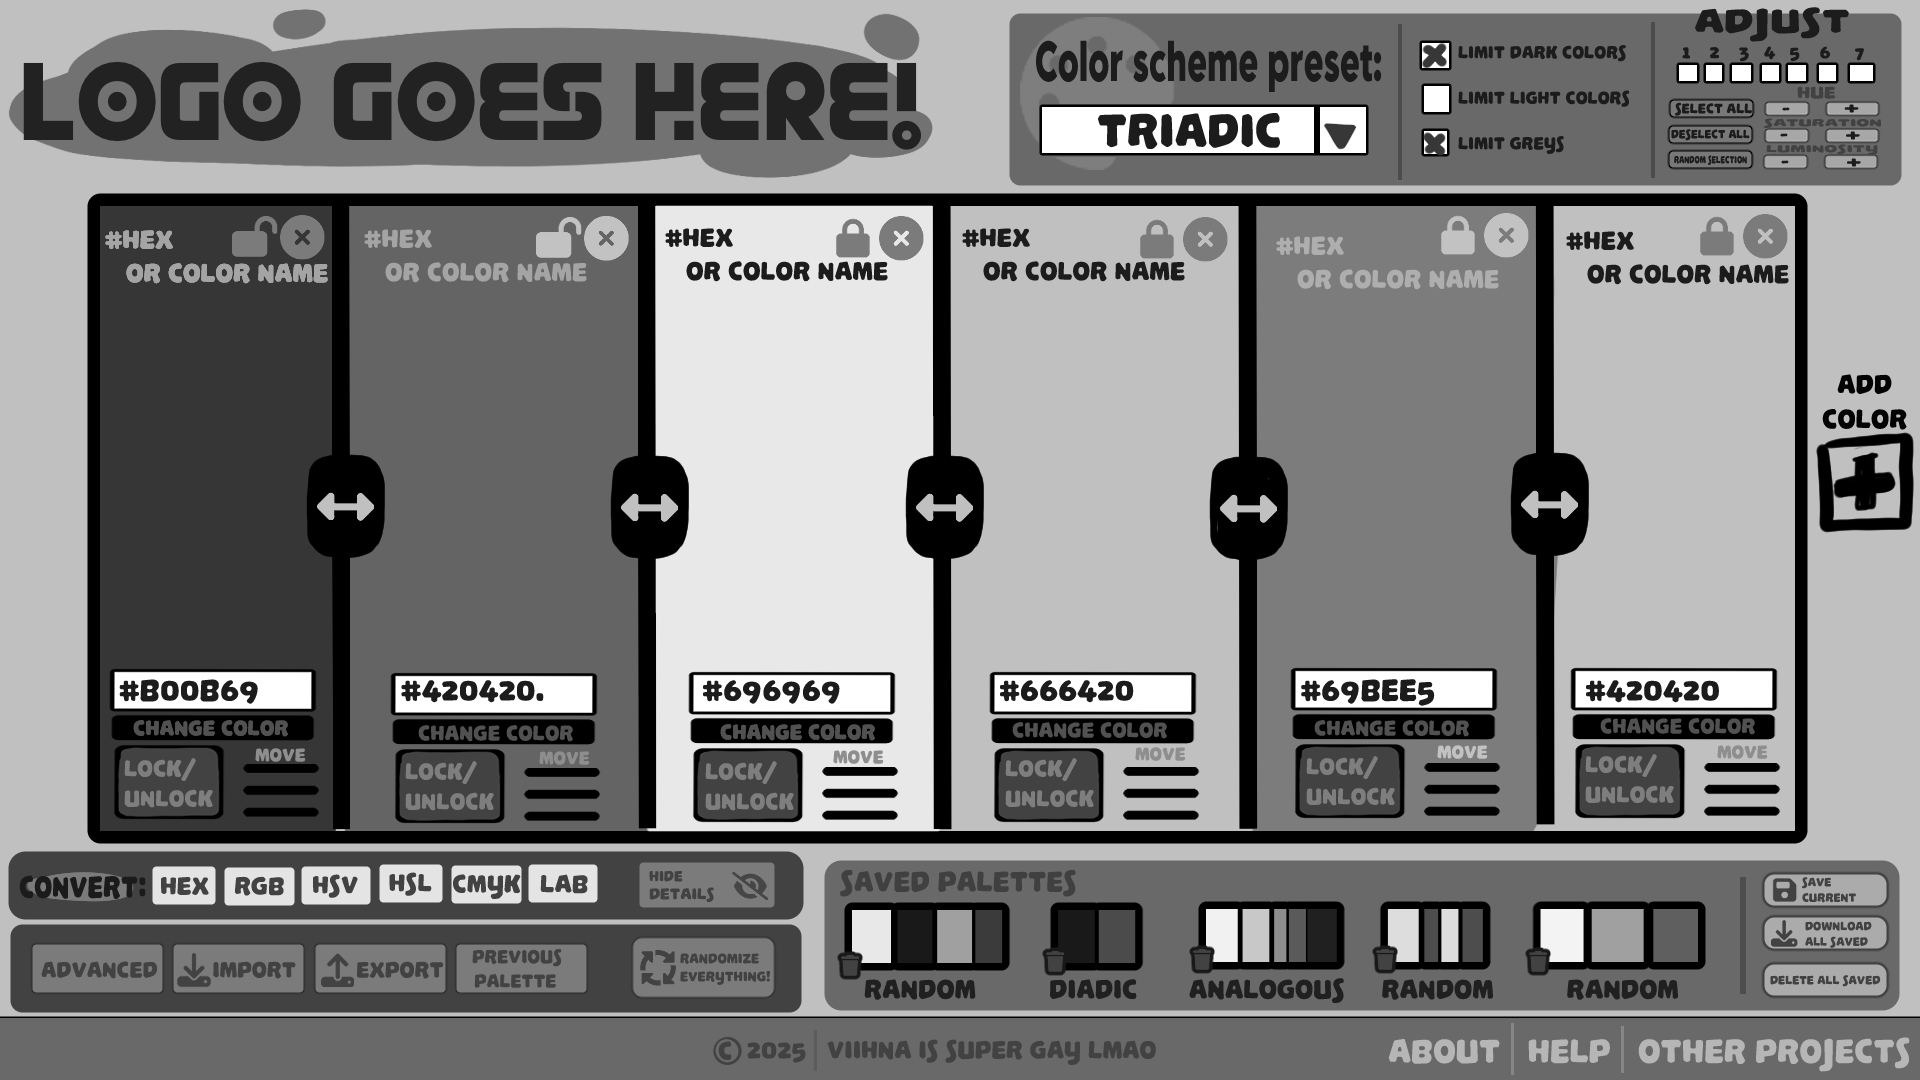 LOGO GOES HERE!
Color scheme preset:
TRIADIC
LIMIT DARK COLORS
LIMIT LIGHT COLORS
LIMIT GREYS
ADJUST
1 2 3 4 5 6 7
HUE
SELECT ALL - +
SATURATION
DESELECT ALL - +
LUMINOSITY
RANDOM SELECTION - +
#HEX
OR COLOR NAME
#HEX
OR COLOR NAME
#HEX
OR COLOR NAME
#HEX
OR COLOR NAME
#HEX
OR COLOR NAME
#HEX
OR COLOR NAME
ADD
COLOR
#B00B69
CHANGE COLOR
LOCK/
UNLOCK
MOVE
#420420.
CHANGE COLOR
LOCK/
UNLOCK
MOVE
#696969
CHANGE COLOR
LOCK/
UNLOCK
MOVE
#666420
CHANGE COLOR
LOCK/
UNLOCK
MOVE
#69BEE5
CHANGE COLOR
LOCK/
UNLOCK
MOVE
#420420
CHANGE COLOR
LOCK/
UNLOCK
MOVE
CONVERT: HEX RGB HSV HSL CMYK LAB
HIDE
DETAILS
ADVANCED
IMPORT
EXPORT
PREVIOUS
PALETTE
RANDOMIZE
EVERYTHING!
SAVED PALETTES
RANDOM
DIADIC
ANALOGOUS
RANDOM
RANDOM
SAVE
CURRENT
DOWNLOAD
ALL SAVED
DELETE ALL SAVED
© 2025 VIIHNA IS SUPER GAY LMAO
ABOUT HELP OTHER PROJECTS